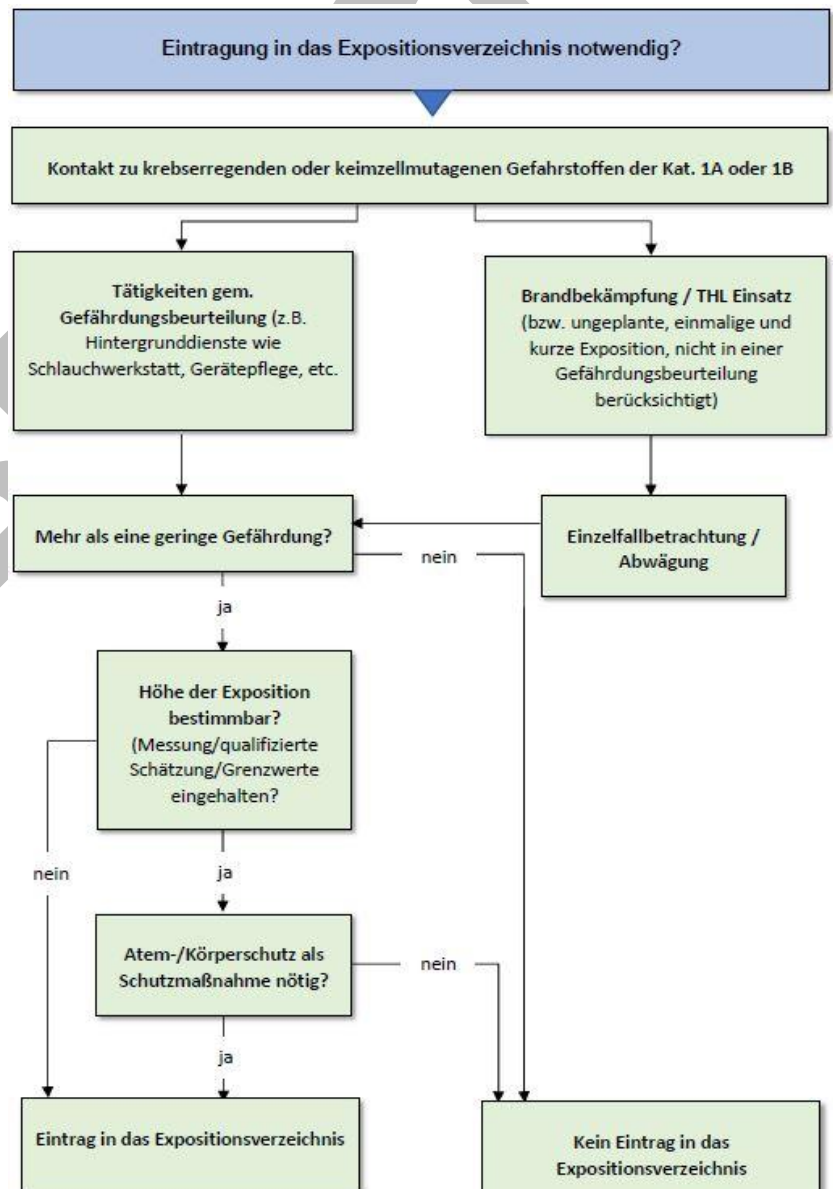 Eintragung in das Expositionsverzeichnis notwendig?
Kontakt zu krebserregenden oder keimzellmutagenen Gefahrstoffen der Kat. 1A oder 1B
Tätigkeiten gem.
Gefährdungsbeurteilung (z.B.
Hintergrunddienste wie
Schlauchwerkstatt, Gerätepflege, etc.
Brandbekämpfung / THL Einsatz
(bzw. ungeplante, einmalige und
kurze Exposition, nicht in einer
Gefährdungsbeurteilung
berücksichtigt)
Mehr als eine geringe Gefährdung?
Einzelfallbetrachtung /
Abwägung
nein
ja
Höhe der Exposition
bestimmbar?
(Messung/qualifizierte
Schätzung/Grenzwerte
eingehalten?
nein
ja
Atem-/Körperschutz als
Schutzmaßnahme nötig?
nein
ja
Eintrag in das Expositionsverzeichnis
Kein Eintrag in das
Expositionsverzeichnis